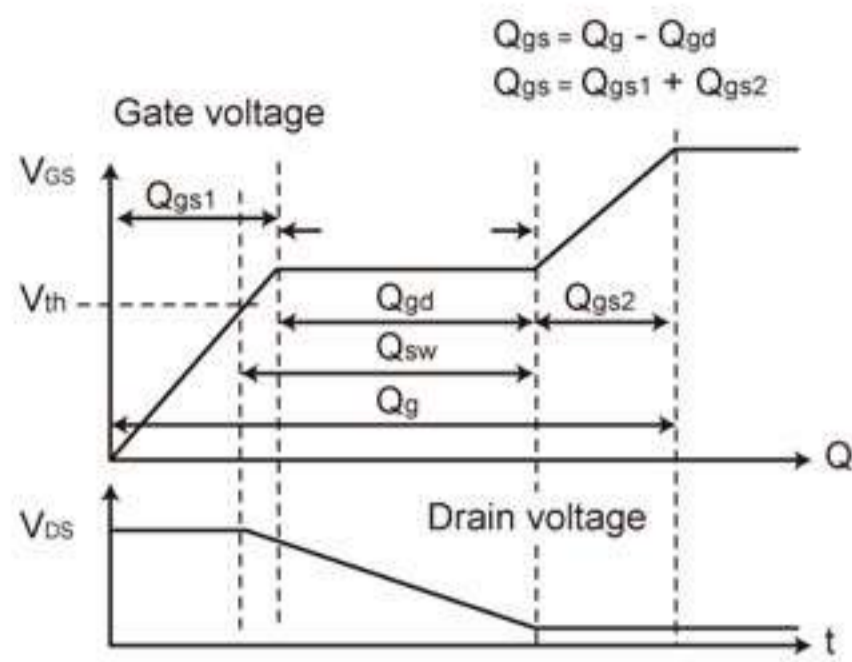 Qgs = Qg - Qgd
Qgs = Qgs1 + Qgs2
Gate voltage
VGS
Qgs1
Vth
Qgd
Qgs2
Qsw
Qg
Q
VDS
Drain voltage
t